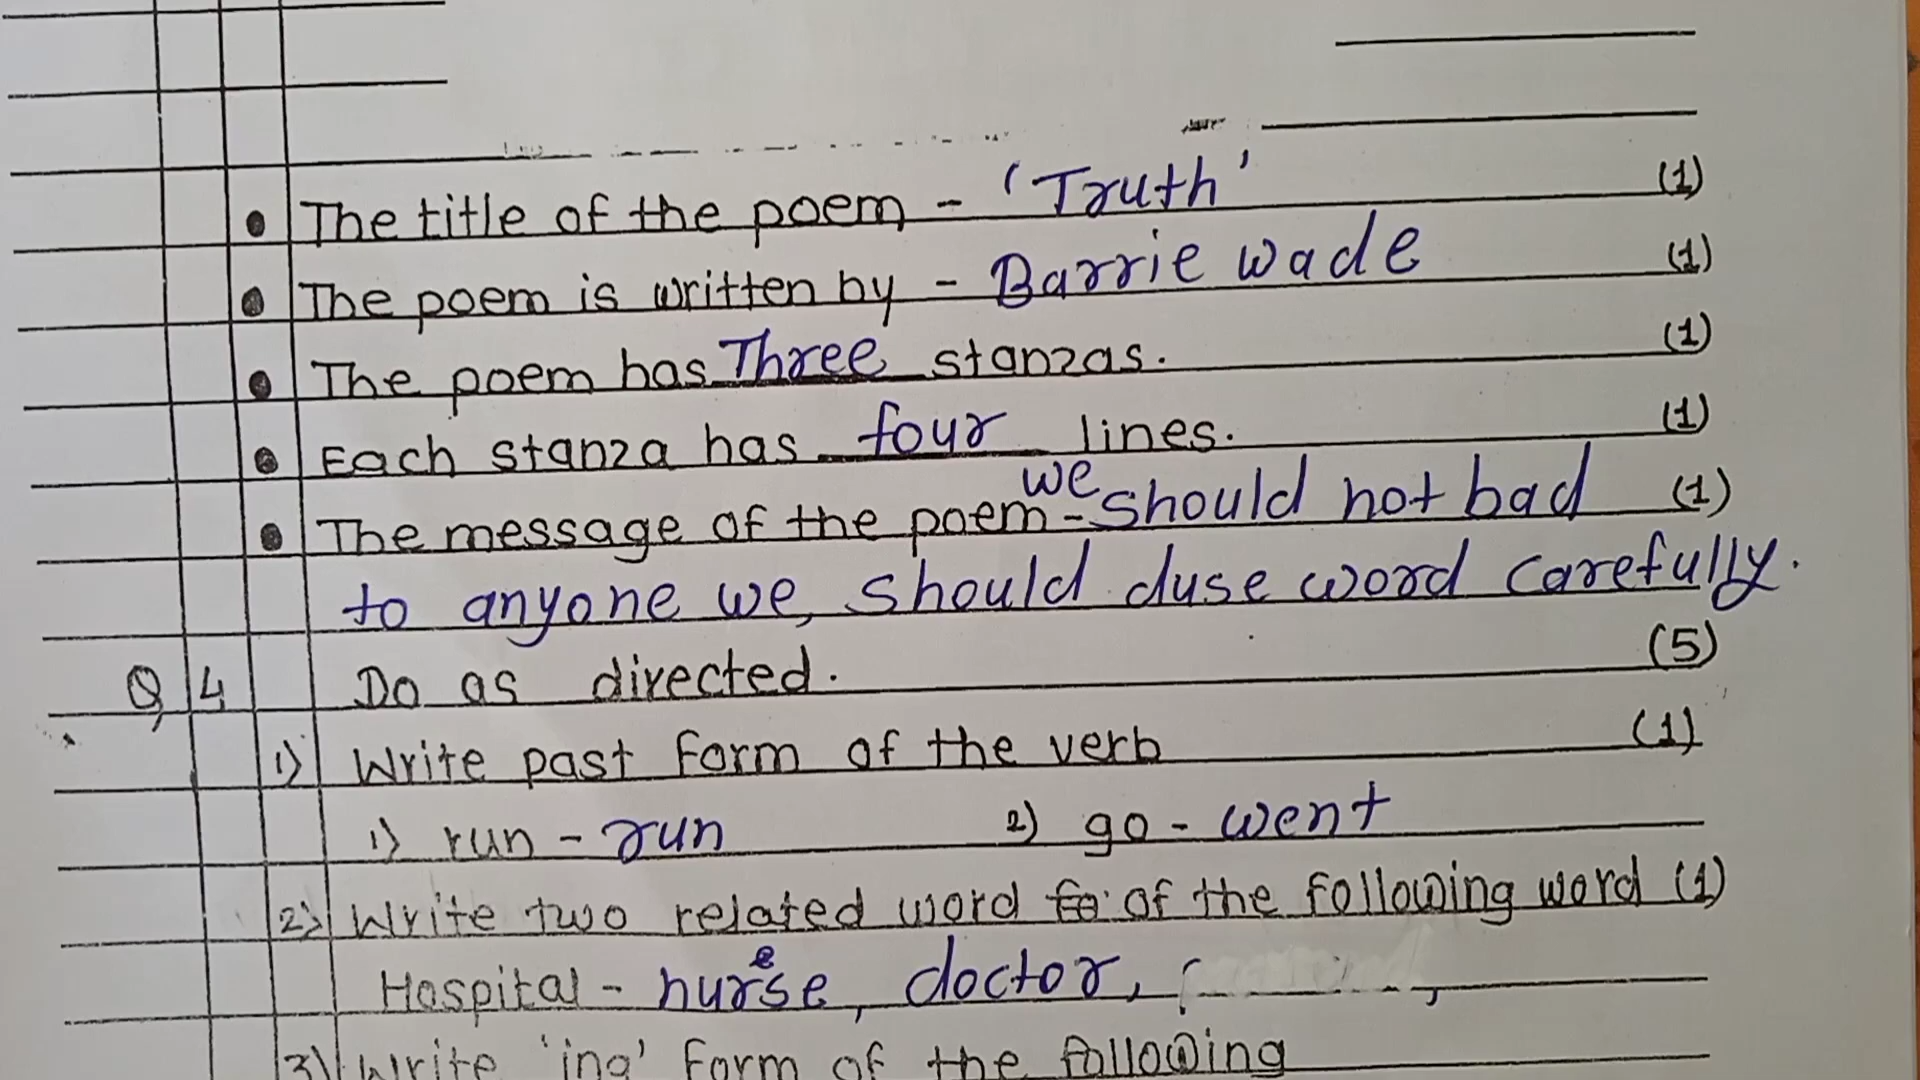 • The title of the poem - 'Truth' (1)
• The poem is written by - Barrie wade (1)
• The poem has Three stanzas. (1)
• Each stanza has four lines. (1)
• The message of the poem - we should not bad (1)
to anyone we, should duse word carefully.
Q 4 Do as directed. (5)
1) Write past form of the verb (1)
1) run - run 2) go - went
2) Write two related word of the following word (1)
Hospital - nurse, doctor,
3) Write 'ing' form of the following